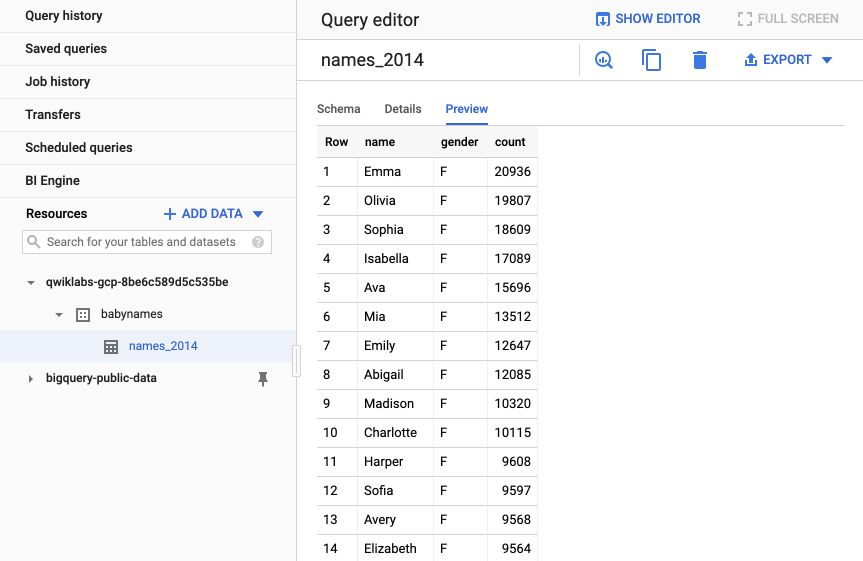 Query history
Saved queries
Job history
Transfers
Scheduled queries
BI Engine
Resources
ADD DATA
Search for your tables and datasets
?
qwiklabs-gcp-8be6c589d5c535be
babynames
names_2014
bigquery-public-data
Query editor
SHOW EDITOR
FULL SCREEN
names_2014
EXPORT
Schema Details Preview
Row name gender count
1 Emma F 20936
2 Olivia F 19807
3 Sophia F 18609
4 Isabella F 17089
5 Ava F 15696
6 Mia F 13512
7 Emily F 12647
8 Abigail F 12085
9 Madison F 10320
10 Charlotte F 10115
11 Harper F 9608
12 Sofia F 9597
13 Avery F 9568
14 Elizabeth F 9564